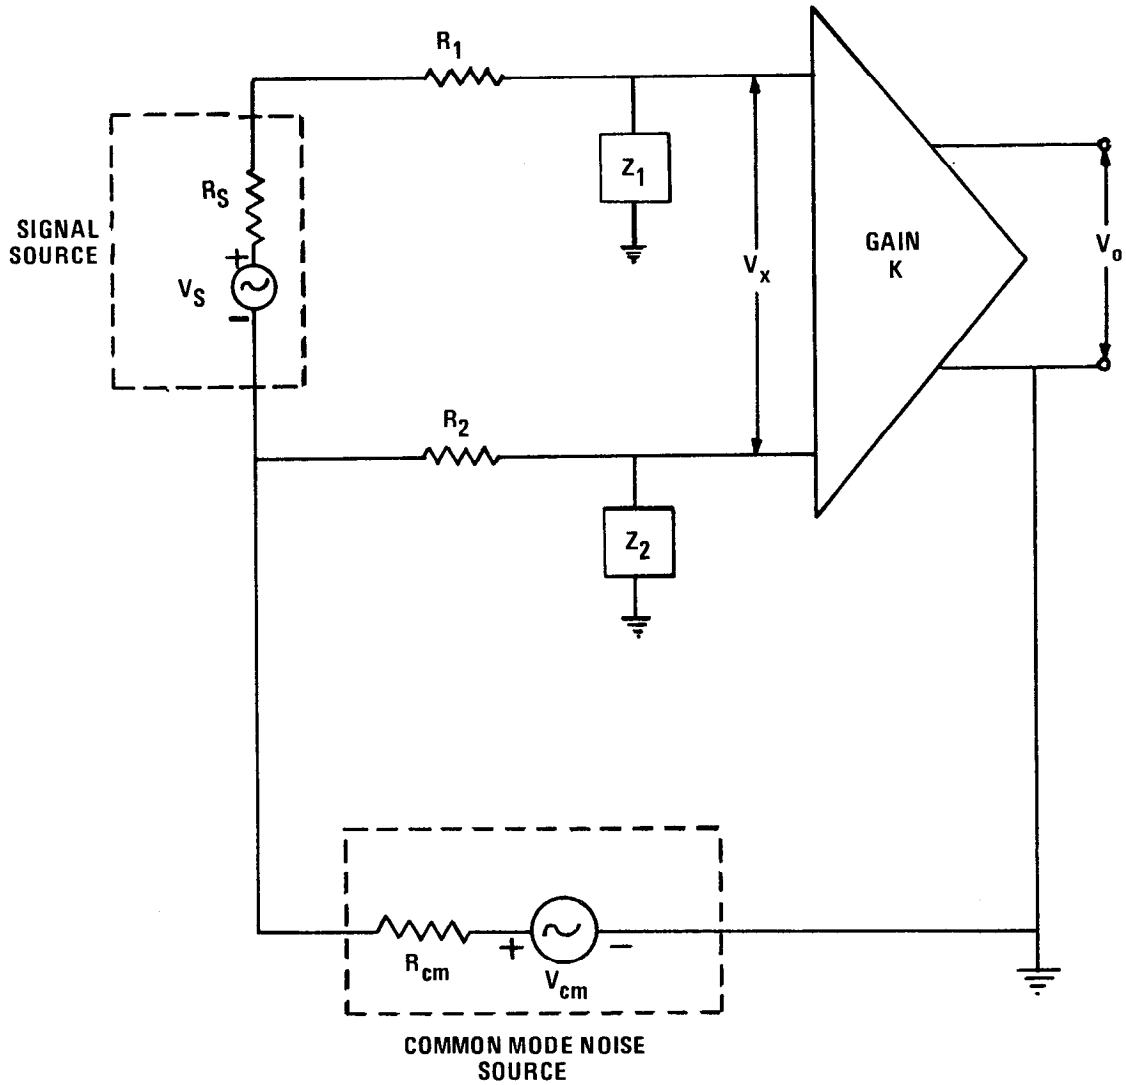 R1
Z1
RS
SIGNAL
SOURCE
+
VS
−
Vx
GAIN
K
Vo
R2
Z2
Rcm
+
−
Vcm
COMMON MODE NOISE
SOURCE